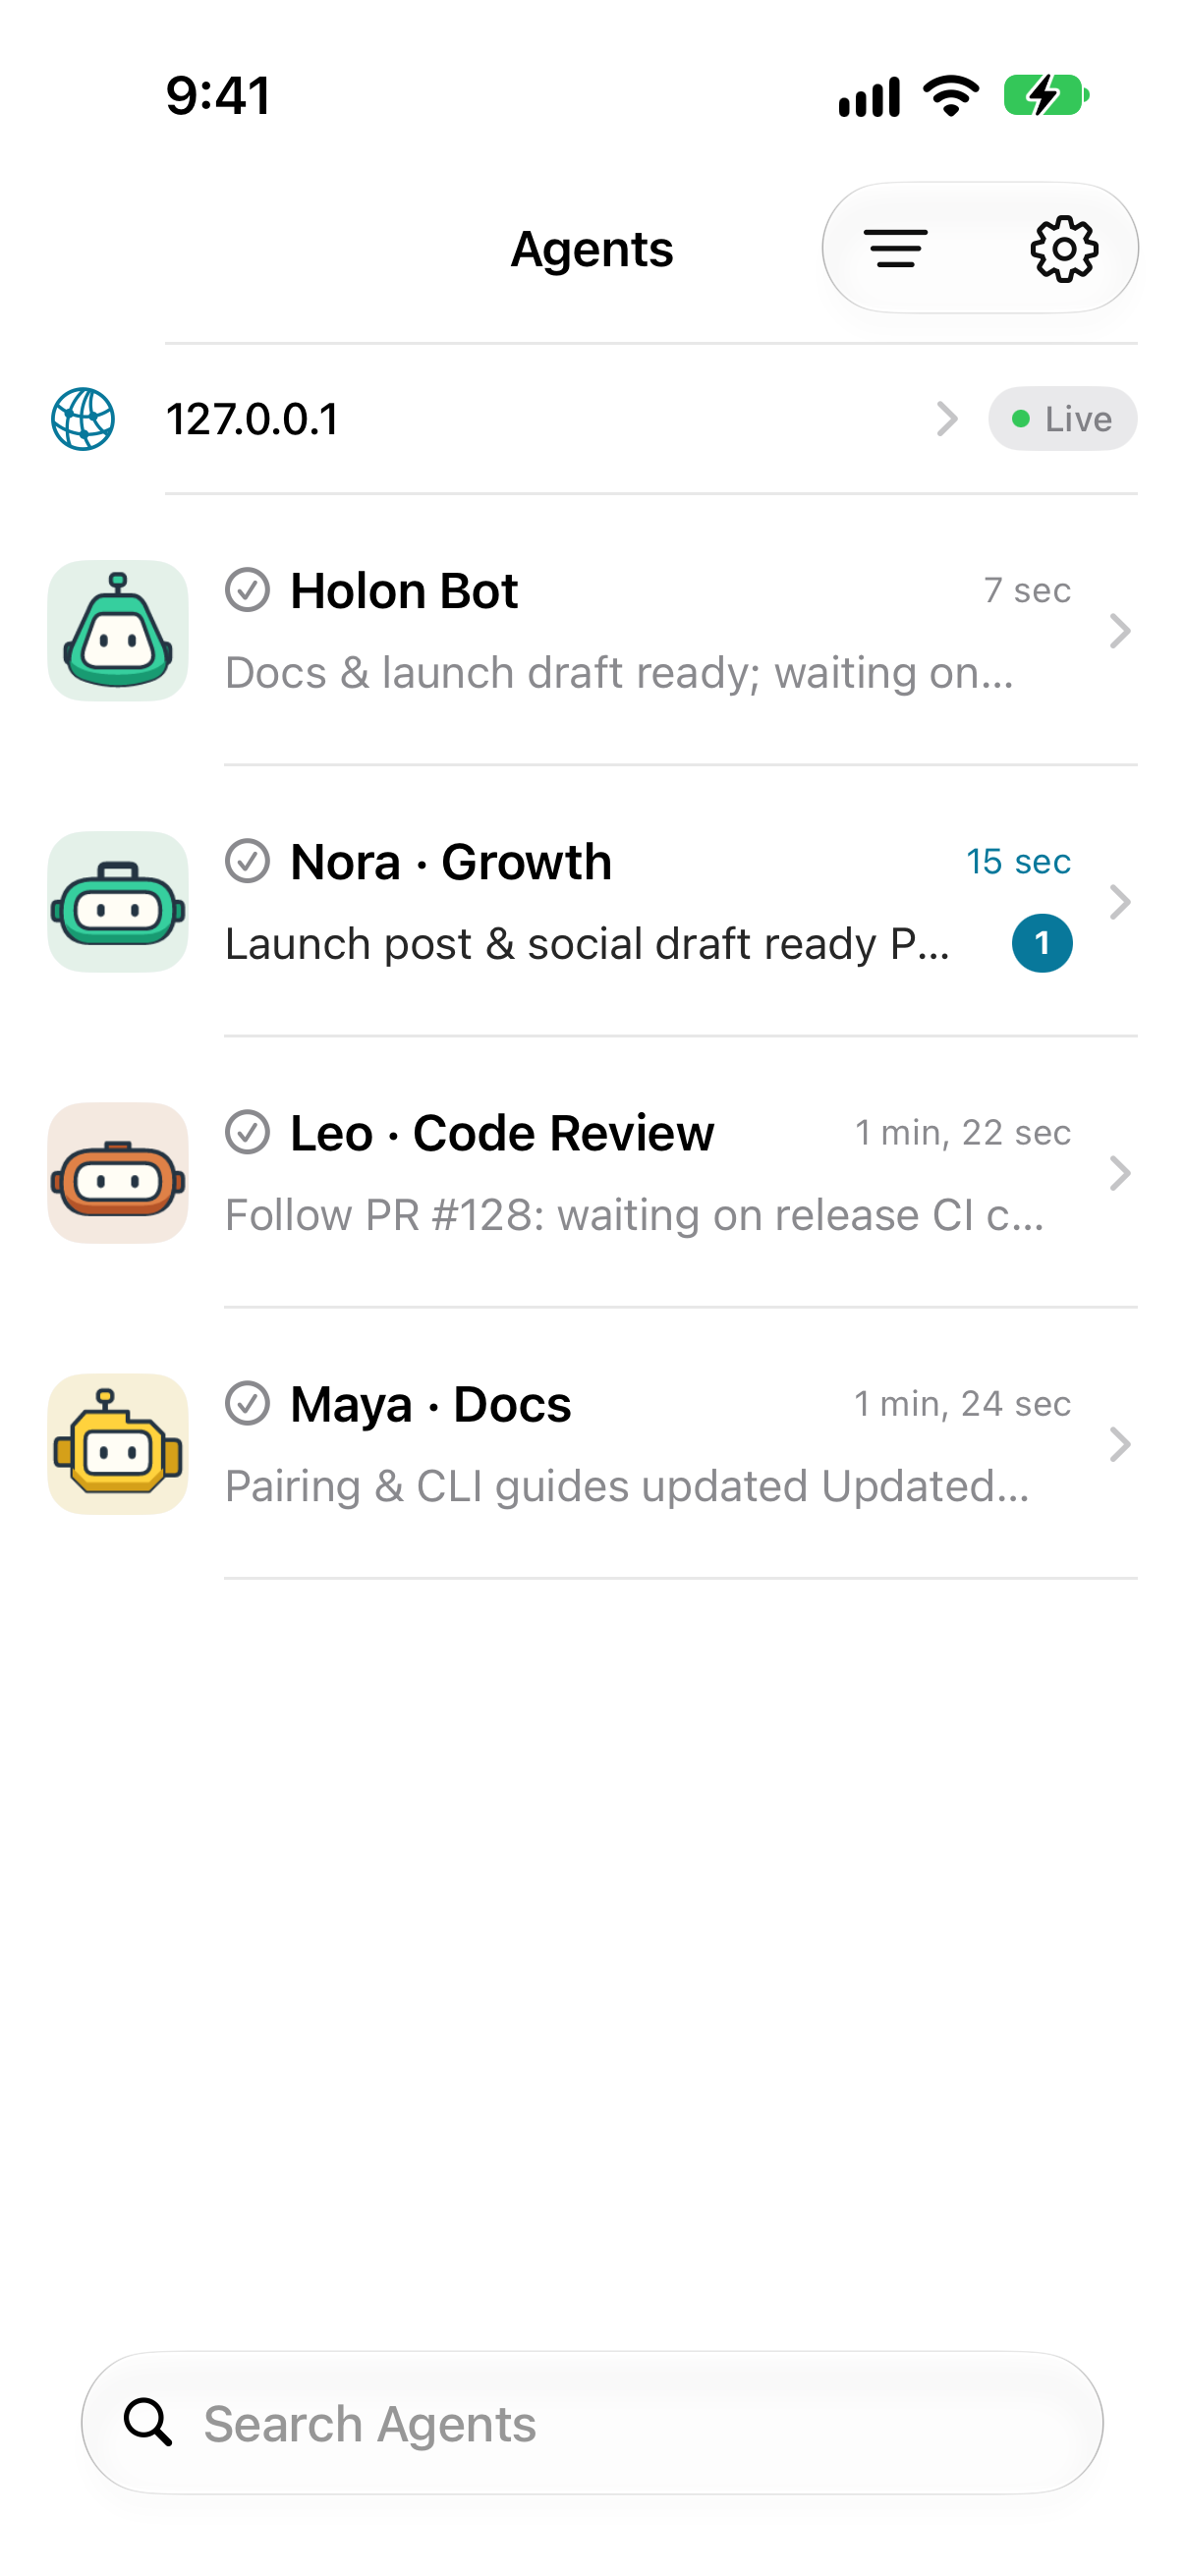 9:41
Agents
127.0.0.1
Live
Holon Bot
7 sec
Docs & launch draft ready; waiting on...
Nora · Growth
15 sec
Launch post & social draft ready P...
1
Leo · Code Review
1 min, 22 sec
Follow PR #128: waiting on release CI c...
Maya · Docs
1 min, 24 sec
Pairing & CLI guides updated Updated...
Search Agents